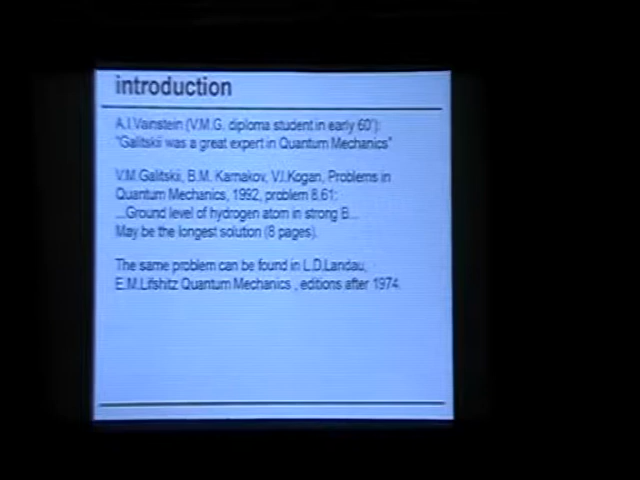 introduction
A.I.Vainstein (V.M.G. diploma student in early 60'):
"Galitskii was a great expert in Quantum Mechanics"
V.M.Galitskii, B.M. Karnakov, V.I.Kogan, Problems in
Quantum Mechanics, 1992, problem 8.61:
...Ground level of hydrogen atom in strong B...
May be the longest solution (8 pages).
The same problem can be found in L.D.Landau,
E.M.Lifshitz Quantum Mechanics , editions after 1974.